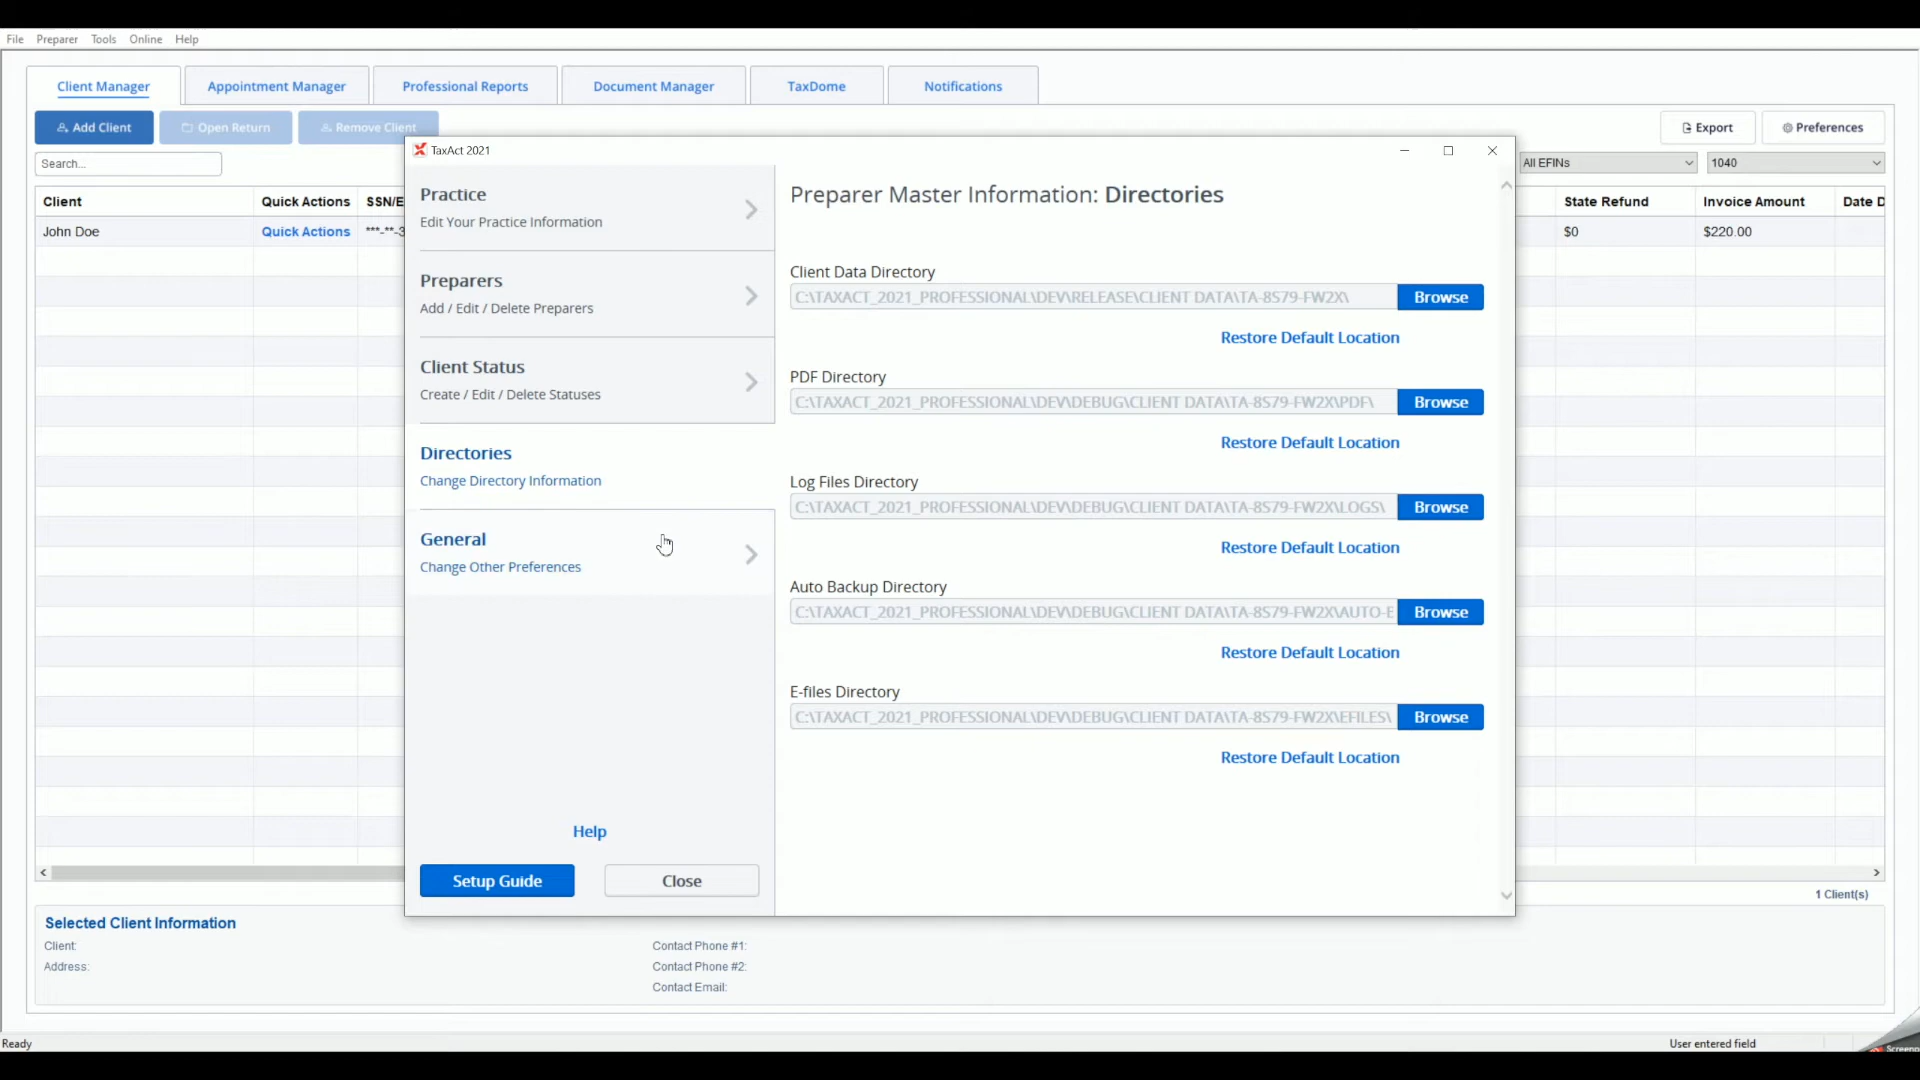 File Preparer Tools Online Help
Client Manager Appointment Manager Professional Reports Document Manager TaxDome Notifications
Add Client Open Return Remove Client Export Preferences
Search... All EFINs 1040
Client Quick Actions SSN/E State Refund Invoice Amount Date D
John Doe Quick Actions ***-**-3 $0 $220.00
TaxAct 2021
Practice
Edit Your Practice Information
Preparers
Add / Edit / Delete Preparers
Client Status
Create / Edit / Delete Statuses
Directories
Change Directory Information
General
Change Other Preferences
Help
Setup Guide Close
Preparer Master Information: Directories
Client Data Directory
C:\TAXACT_2021_PROFESSIONAL\DEV\RELEASE\CLIENT DATA\TA-8S79-FW2X\ Browse
Restore Default Location
PDF Directory
C:\TAXACT_2021_PROFESSIONAL\DEV\DEBUG\CLIENT DATA\TA-8S79-FW2X\PDF\ Browse
Restore Default Location
Log Files Directory
C:\TAXACT_2021_PROFESSIONAL\DEV\DEBUG\CLIENT DATA\TA-8S79-FW2X\LOGS\ Browse
Restore Default Location
Auto Backup Directory
C:\TAXACT_2021_PROFESSIONAL\DEV\DEBUG\CLIENT DATA\TA-8S79-FW2X\AUTO-E Browse
Restore Default Location
E-files Directory
C:\TAXACT_2021_PROFESSIONAL\DEV\DEBUG\CLIENT DATA\TA-8S79-FW2X\EFILES\ Browse
Restore Default Location
1 Client(s)
Selected Client Information
Client: Contact Phone #1:
Address: Contact Phone #2:
Contact Email:
Ready User entered field